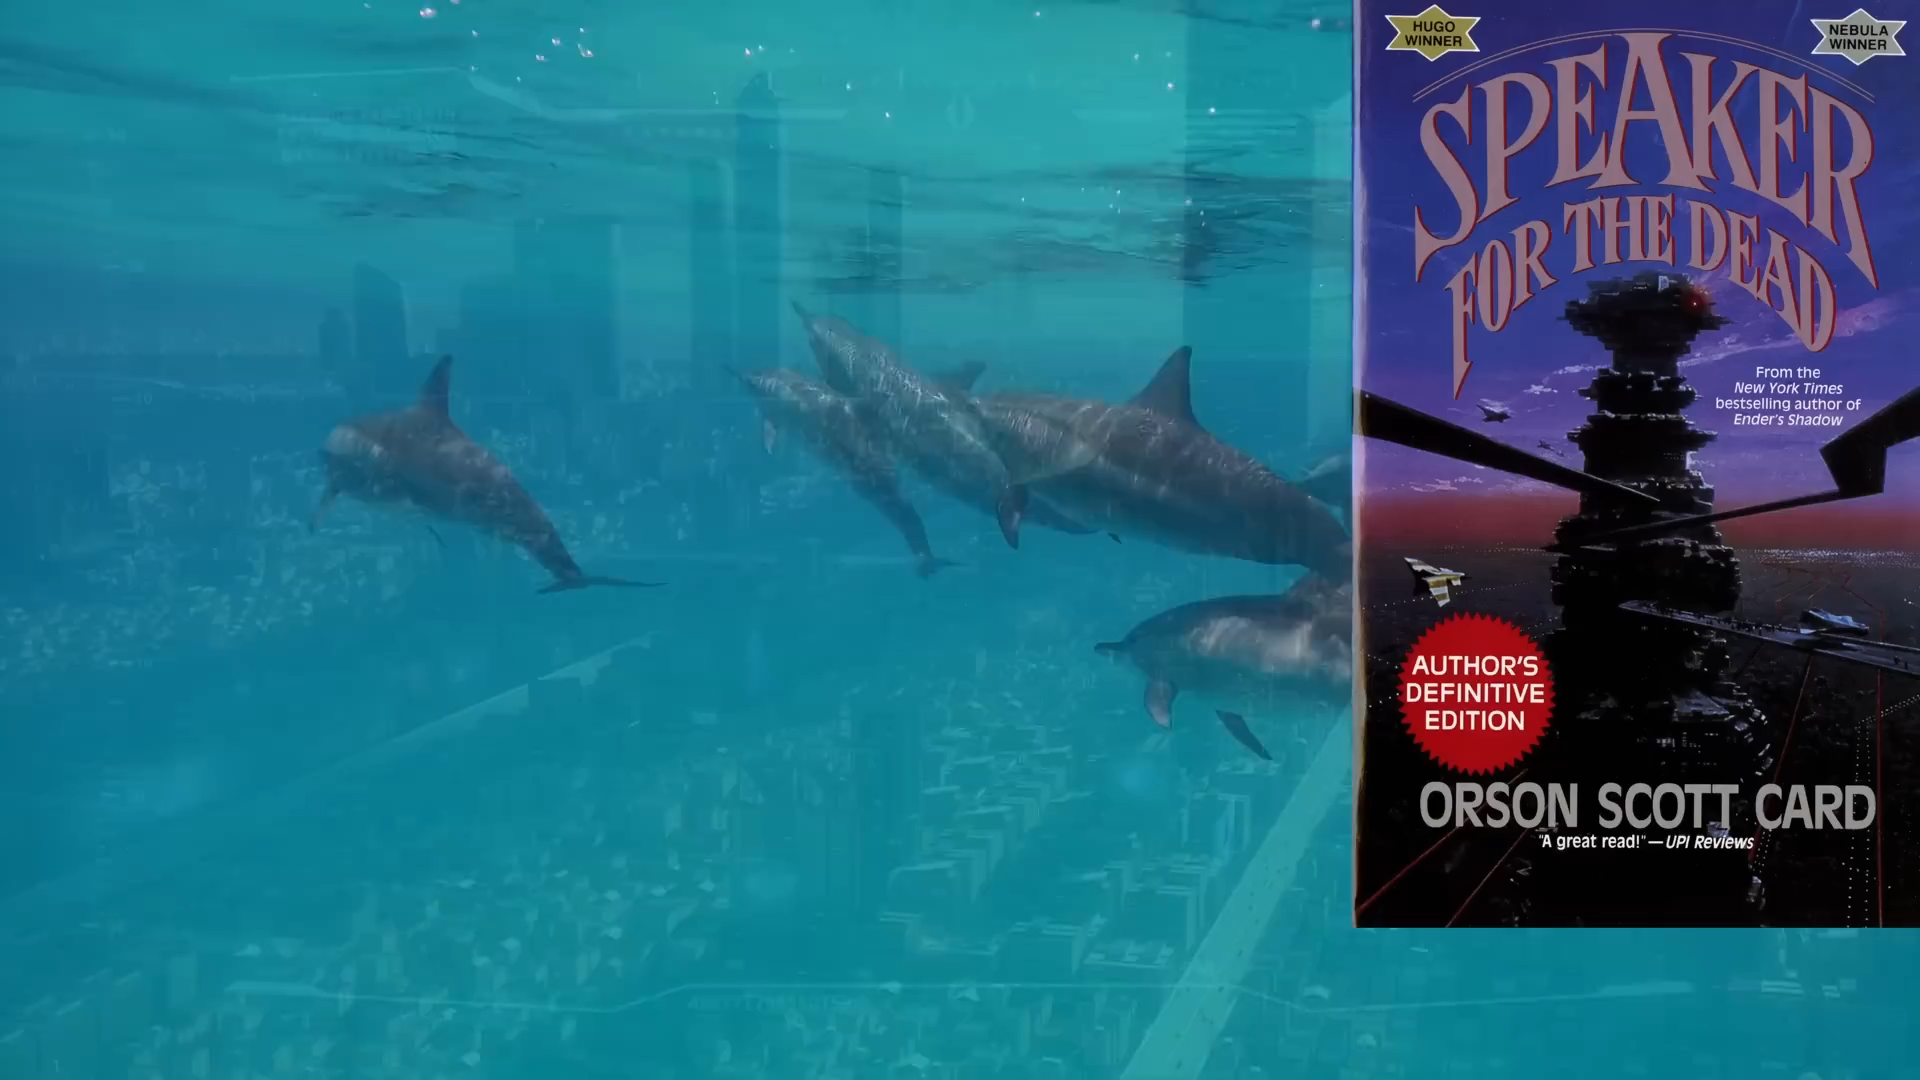 HUGO
WINNER
NEBULA
WINNER
SPEAKER
FOR THE DEAD
From the
New York Times
bestselling author of
Ender's Shadow
AUTHOR'S
DEFINITIVE
EDITION
ORSON SCOTT CARD
"A great read!"—UPI Reviews